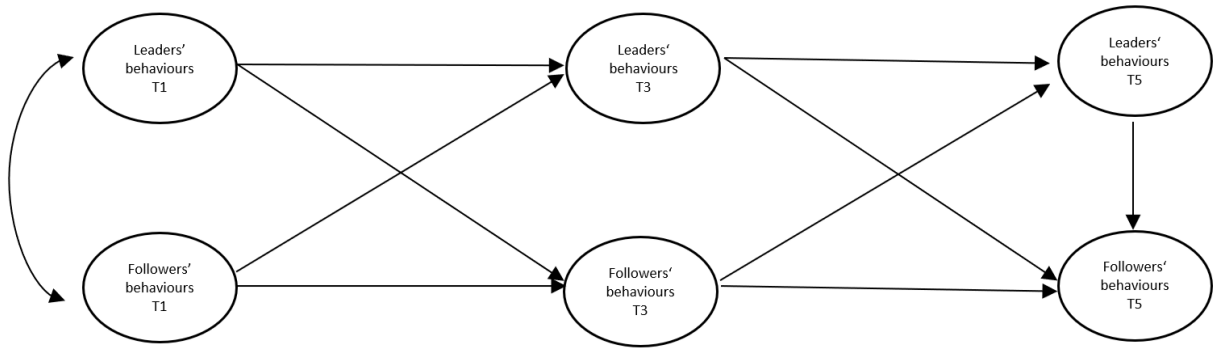 Leaders’
behaviours
T1
Leaders‘
behaviours
T3
Leaders‘
behaviours
T5
Followers’
behaviours
T1
Followers‘
behaviours
T3
Followers‘
behaviours
T5